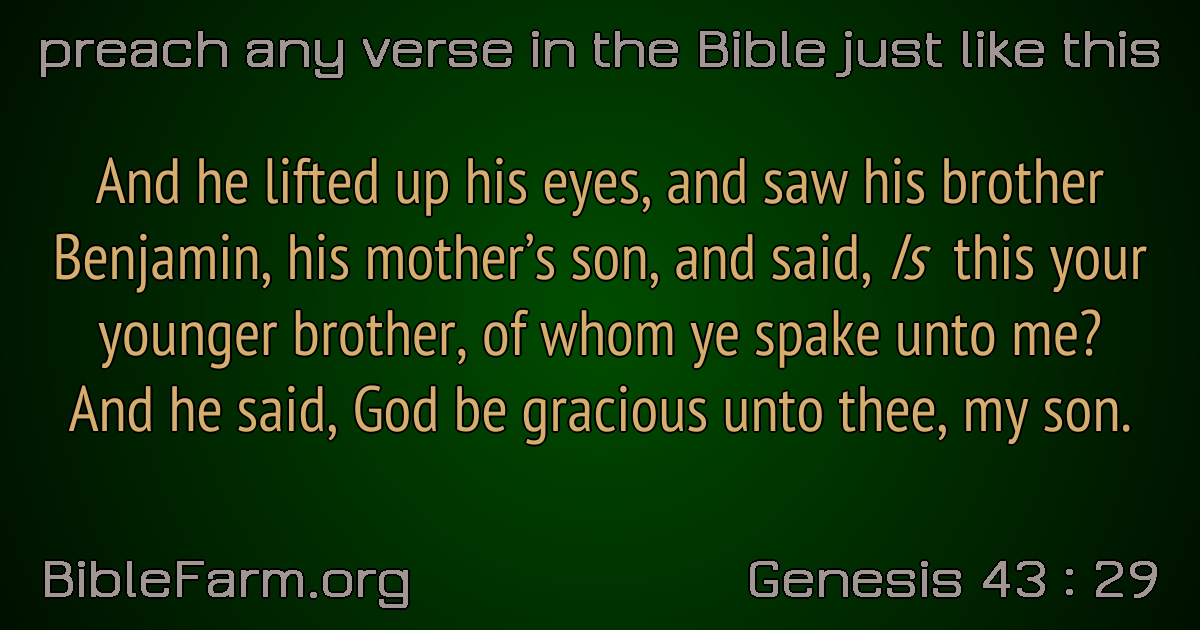 preach any verse in the Bible just like this
And he lifted up his eyes, and saw his brother
Benjamin, his mother’s son, and said, Is this your
younger brother, of whom ye spake unto me?
And he said, God be gracious unto thee, my son.
BibleFarm.org
Genesis 43 : 29